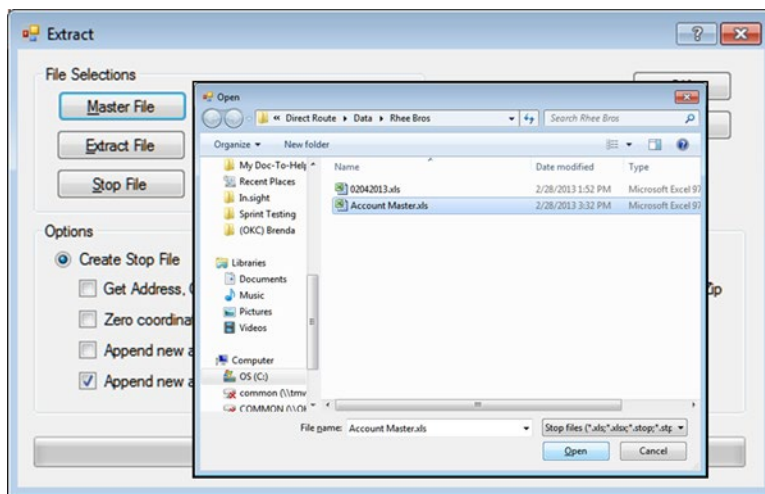 Extract
File Selections
Master File
Extract File
Stop File
Options
Create Stop File
Get Address,
Zero coordina
Append new a
Append new a
Zip
Open
« Direct Route ▸ Data ▸ Rhee Bros
Search Rhee Bros
Organize ▾ New folder
My Doc-To-Help
Recent Places
In.sight
Sprint Testing
(OKC) Brenda
Libraries
Documents
Music
Pictures
Videos
Computer
OS (C:)
common (\\tmv
COMMON (\\Ol
Name Date modified Type
02042013.xls 2/28/2013 1:52 PM Microsoft Excel 97
Account Master.xls 2/28/2013 3:32 PM Microsoft Excel 97
File name: Account Master.xls
Stop files (*.xls;*.xlsx;*.stop;*.stp
Open Cancel